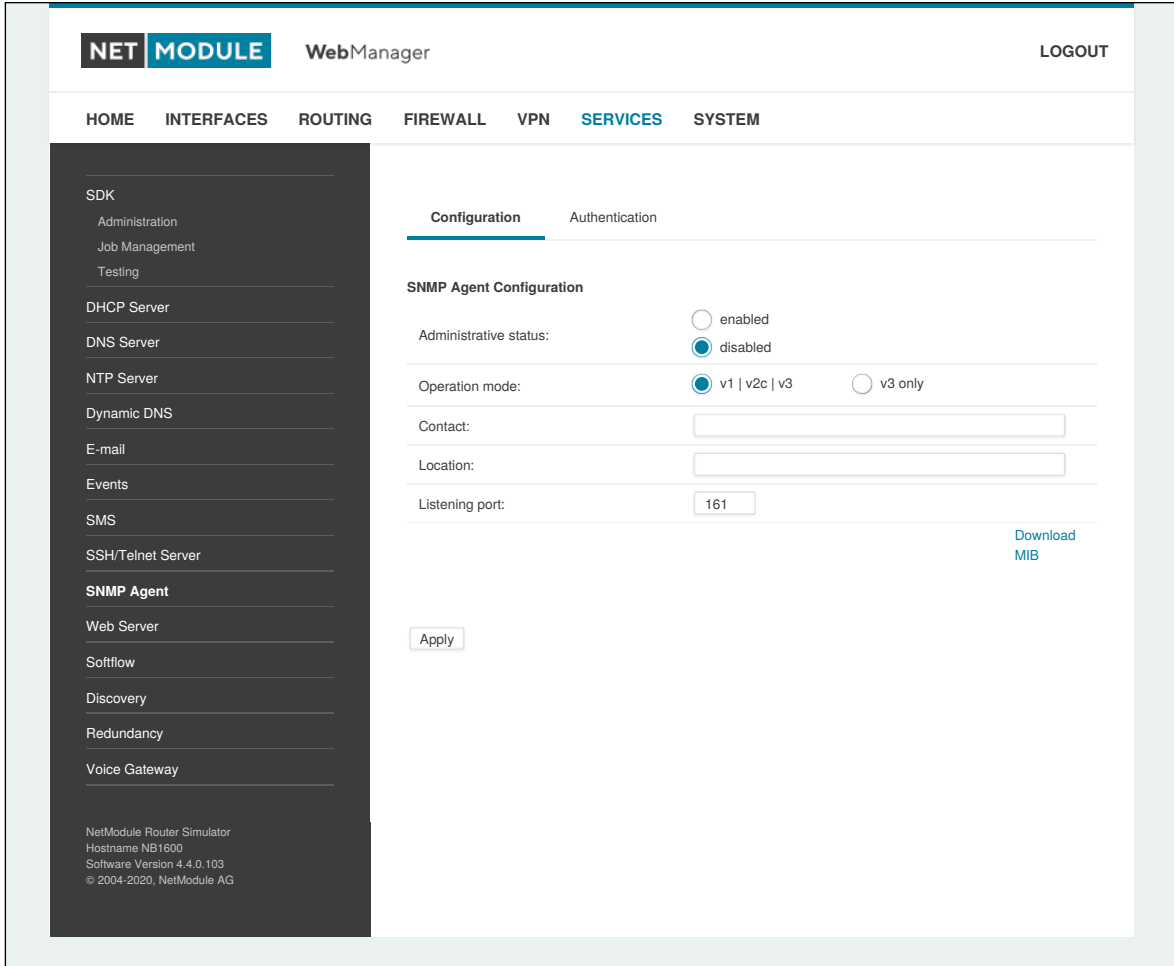 NET MODULE WebManager LOGOUT
HOME INTERFACES ROUTING FIREWALL VPN SERVICES SYSTEM
SDK
Administration
Job Management
Testing
DHCP Server
DNS Server
NTP Server
Dynamic DNS
E-mail
Events
SMS
SSH/Telnet Server
SNMP Agent
Web Server
Softflow
Discovery
Redundancy
Voice Gateway
NetModule Router Simulator
Hostname NB1600
Software Version 4.4.0.103
© 2004-2020, NetModule AG
Configuration Authentication
SNMP Agent Configuration
Administrative status:
enabled
disabled
Operation mode: v1 | v2c | v3 v3 only
Contact:
Location:
Listening port: 161
Download
MIB
Apply